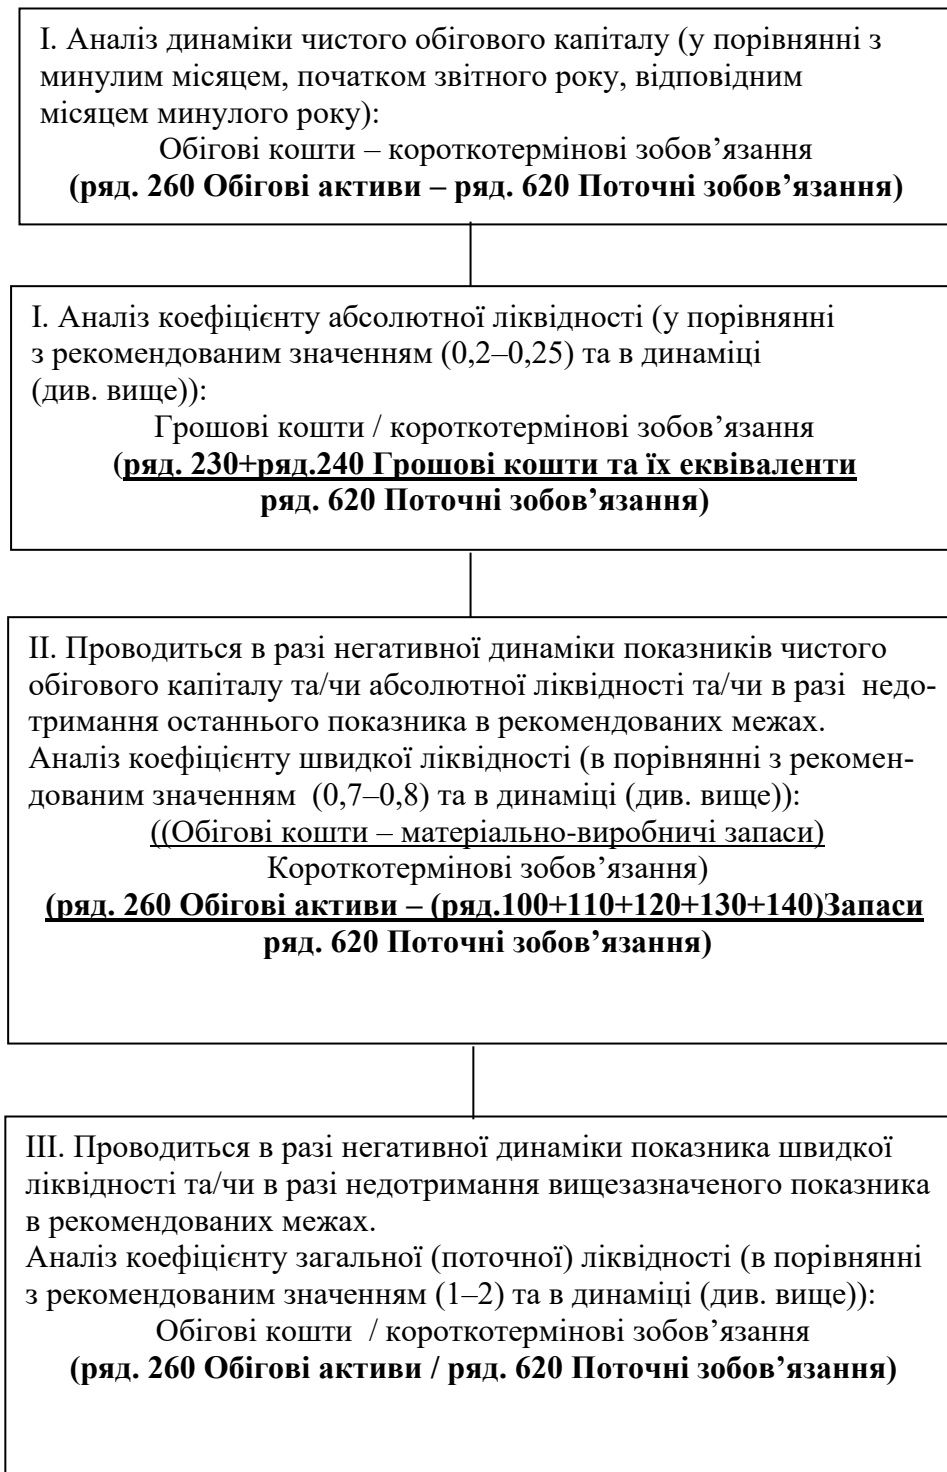 І. Аналіз динаміки чистого обігового капіталу (у порівнянні з
минулим місяцем, початком звітного року, відповідним
місяцем минулого року):
Обігові кошти – короткотермінові зобов’язання
(ряд. 260 Обігові активи – ряд. 620 Поточні зобов’язання)
І. Аналіз коефіцієнту абсолютної ліквідності (у порівнянні
з рекомендованим значенням (0,2–0,25) та в динаміці
(див. вище)):
Грошові кошти / короткотермінові зобов’язання
(ряд. 230+ряд.240 Грошові кошти та їх еквіваленти
ряд. 620 Поточні зобов’язання)
ІІ. Проводиться в разі негативної динаміки показників чистого
обігового капіталу та/чи абсолютної ліквідності та/чи в разі  недо-
тримання останнього показника в рекомендованих межах.
Аналіз коефіцієнту швидкої ліквідності (в порівнянні з рекомен-
дованим значенням  (0,7–0,8) та в динаміці (див. вище)):
((Обігові кошти – матеріально-виробничі запаси)
Короткотермінові зобов’язання)
(ряд. 260 Обігові активи – (ряд.100+110+120+130+140)Запаси
ряд. 620 Поточні зобов’язання)
ІІІ. Проводиться в разі негативної динаміки показника швидкої
ліквідності та/чи в разі недотримання вищезазначеного показника
в рекомендованих межах.
Аналіз коефіцієнту загальної (поточної) ліквідності (в порівнянні
з рекомендованим значенням (1–2) та в динаміці (див. вище)):
Обігові кошти  / короткотермінові зобов’язання
(ряд. 260 Обігові активи / ряд. 620 Поточні зобов’язання)